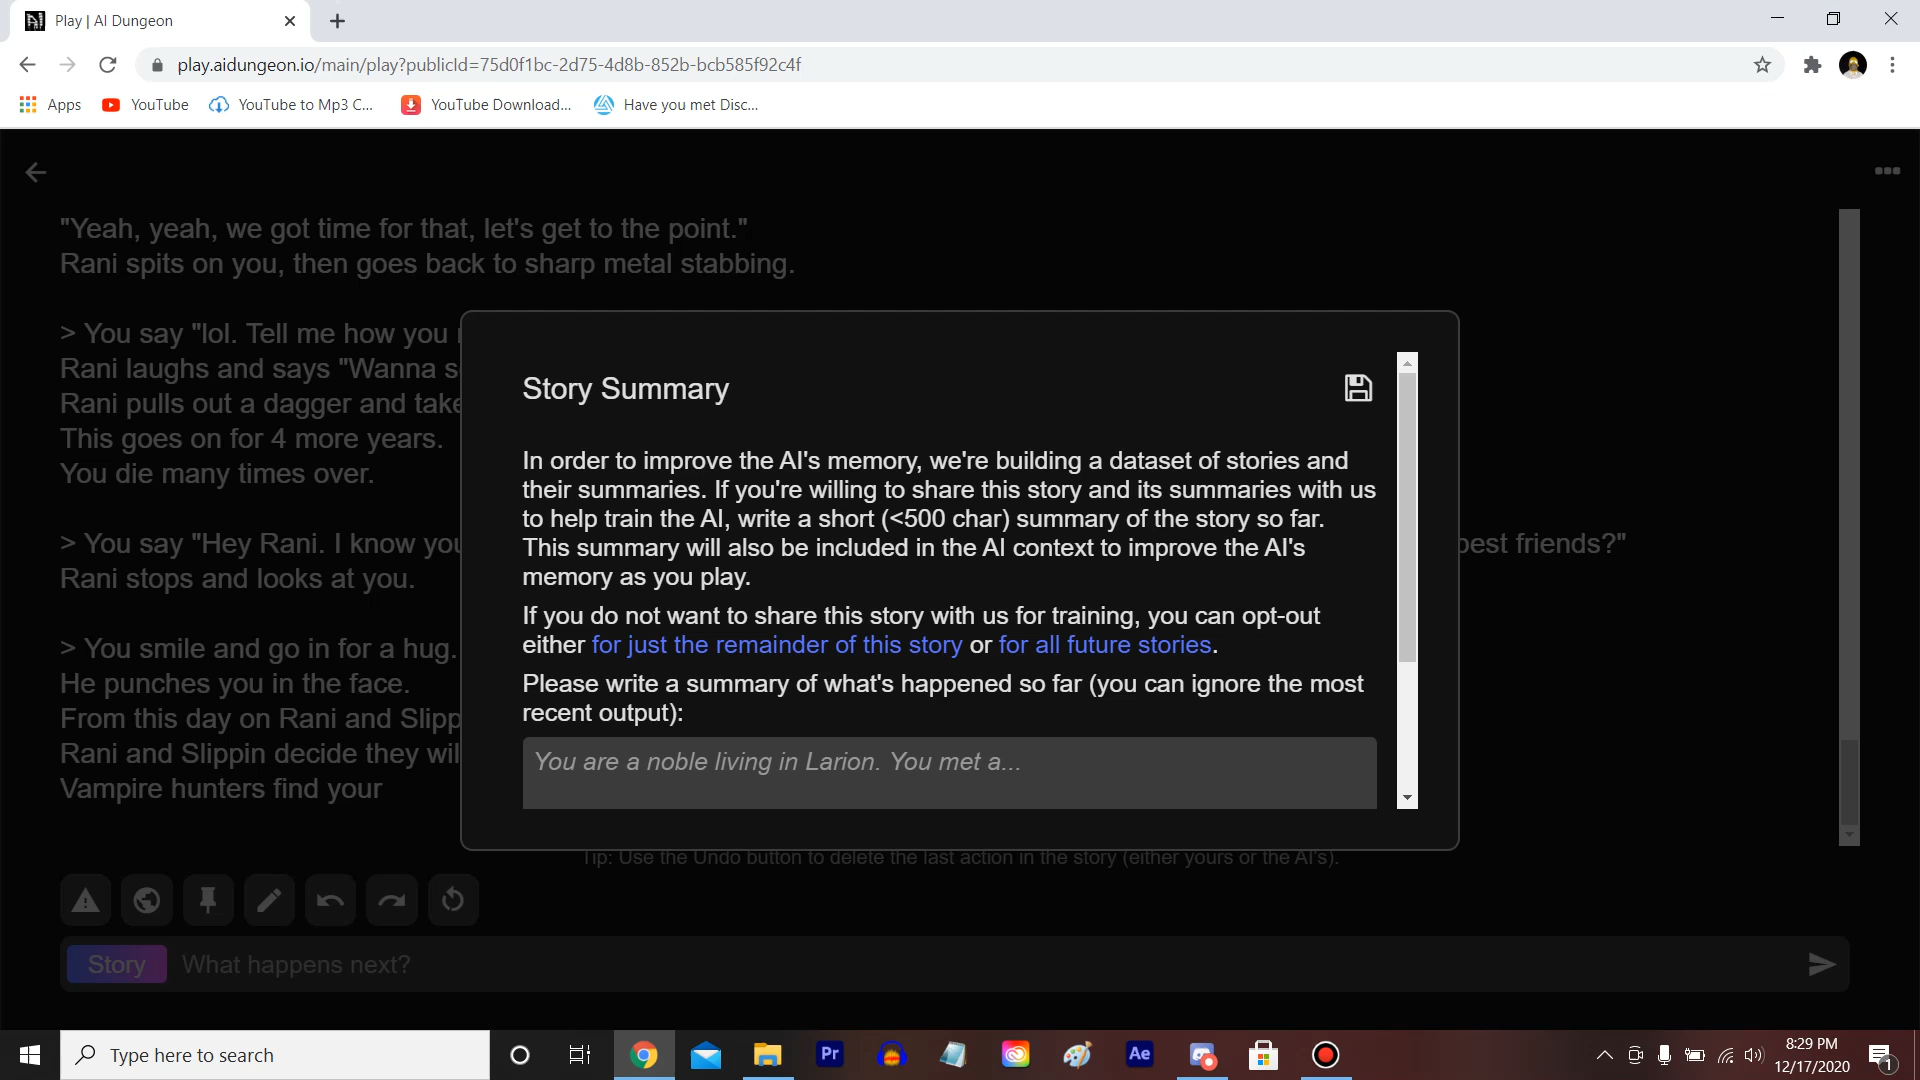 Play | AI Dungeon
play.aidungeon.io/main/play?publicId=75d0f1bc-2d75-4d8b-852b-bcb585f92c4f
Apps
YouTube
YouTube to Mp3 C...
YouTube Download...
Have you met Disc...
"Yeah, yeah, we got time for that, let's get to the point."
Rani spits on you, then goes back to sharp metal stabbing.
> You say "lol. Tell me how you
Rani laughs and says "Wanna s
Rani pulls out a dagger and take
This goes on for 4 more years.
You die many times over.
> You say "Hey Rani. I know you
best friends?"
Rani stops and looks at you.
> You smile and go in for a hug.
He punches you in the face.
From this day on Rani and Slipp
Rani and Slippin decide they wil
Vampire hunters find your
Story Summary
In order to improve the AI's memory, we're building a dataset of stories and
their summaries. If you're willing to share this story and its summaries with us
to help train the AI, write a short (<500 char) summary of the story so far.
This summary will also be included in the AI context to improve the AI's
memory as you play.
If you do not want to share this story with us for training, you can opt-out
either for just the remainder of this story or for all future stories.
Please write a summary of what's happened so far (you can ignore the most
recent output):
You are a noble living in Larion. You met a...
Tip: Use the Undo button to delete the last action in the story (either yours or the AI's).
Story
What happens next?
Type here to search
Pr
Ae
8:29 PM
12/17/2020
1